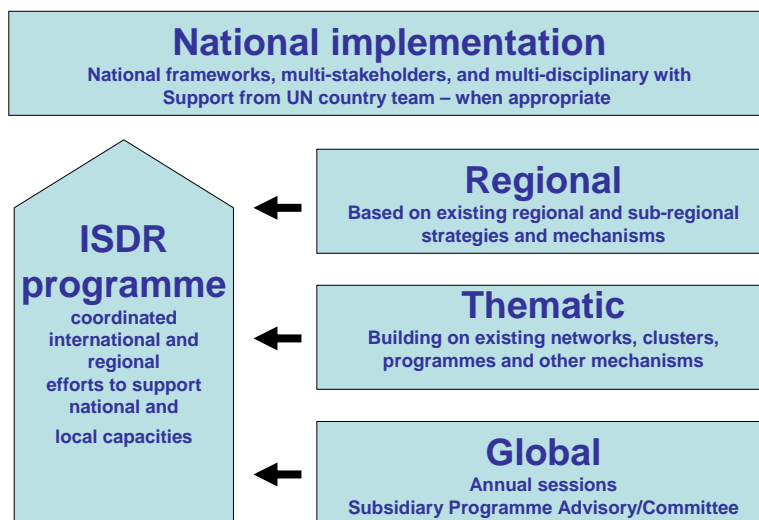 National implementation
National frameworks, multi-stakeholders, and multi-disciplinary with
Support from UN country team – when appropriate
ISDR
programme
coordinated
international and
regional
efforts to support
national and
local capacities
Regional
Based on existing regional and sub-regional
strategies and mechanisms
Thematic
Building on existing networks, clusters,
programmes and other mechanisms
Global
Annual sessions
Subsidiary Programme Advisory/Committee